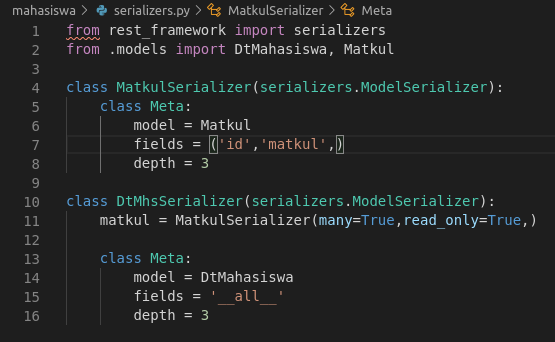 mahasiswa > serializers.py > MatkulSerializer > Meta
1 from rest_framework import serializers
2 from .models import DtMahasiswa, Matkul
3
4 class MatkulSerializer(serializers.ModelSerializer):
5     class Meta:
6         model = Matkul
7         fields = ('id','matkul',)
8         depth = 3
9
10 class DtMhsSerializer(serializers.ModelSerializer):
11     matkul = MatkulSerializer(many=True,read_only=True,)
12
13     class Meta:
14         model = DtMahasiswa
15         fields = '__all__'
16         depth = 3